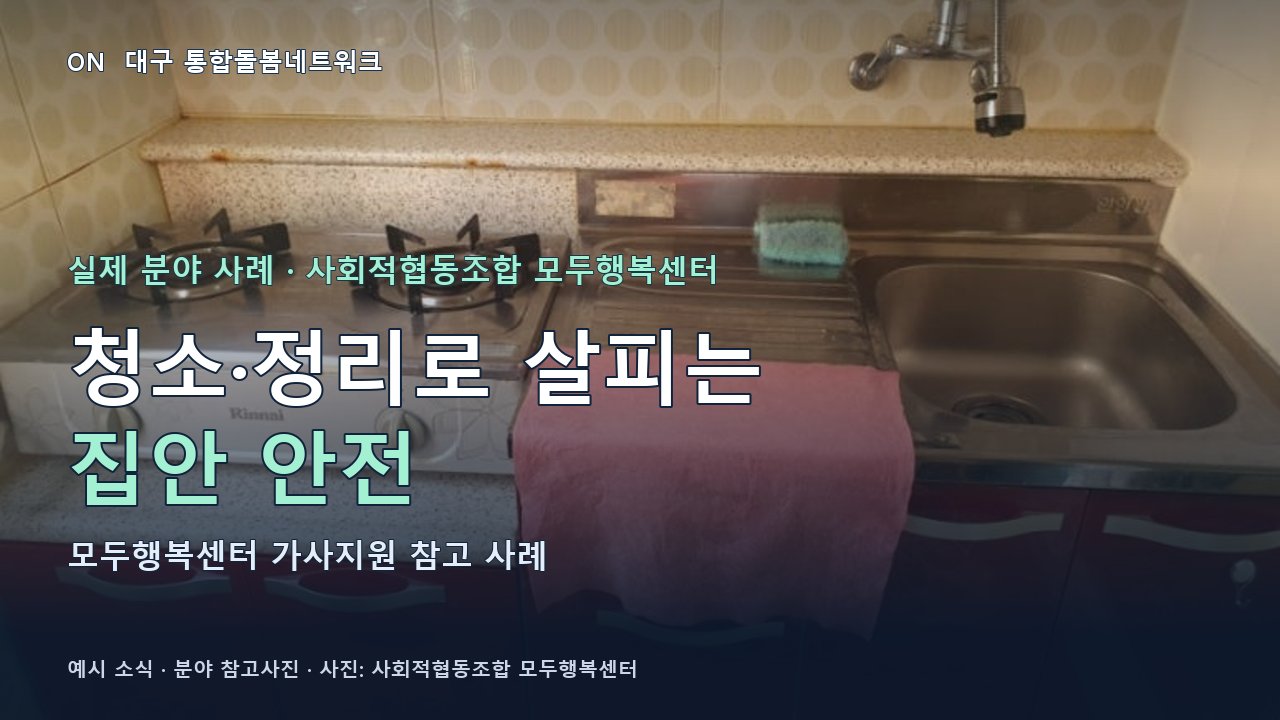 ON 대구 통합돌봄네트워크
실제 분야 사례 · 사회적협동조합 모두행복센터
청소·정리로 살피는
집안 안전
Rinnai
모두행복센터 가사지원 참고 사례
예시 소식 · 분야 참고사진 · 사진: 사회적협동조합 모두행복센터